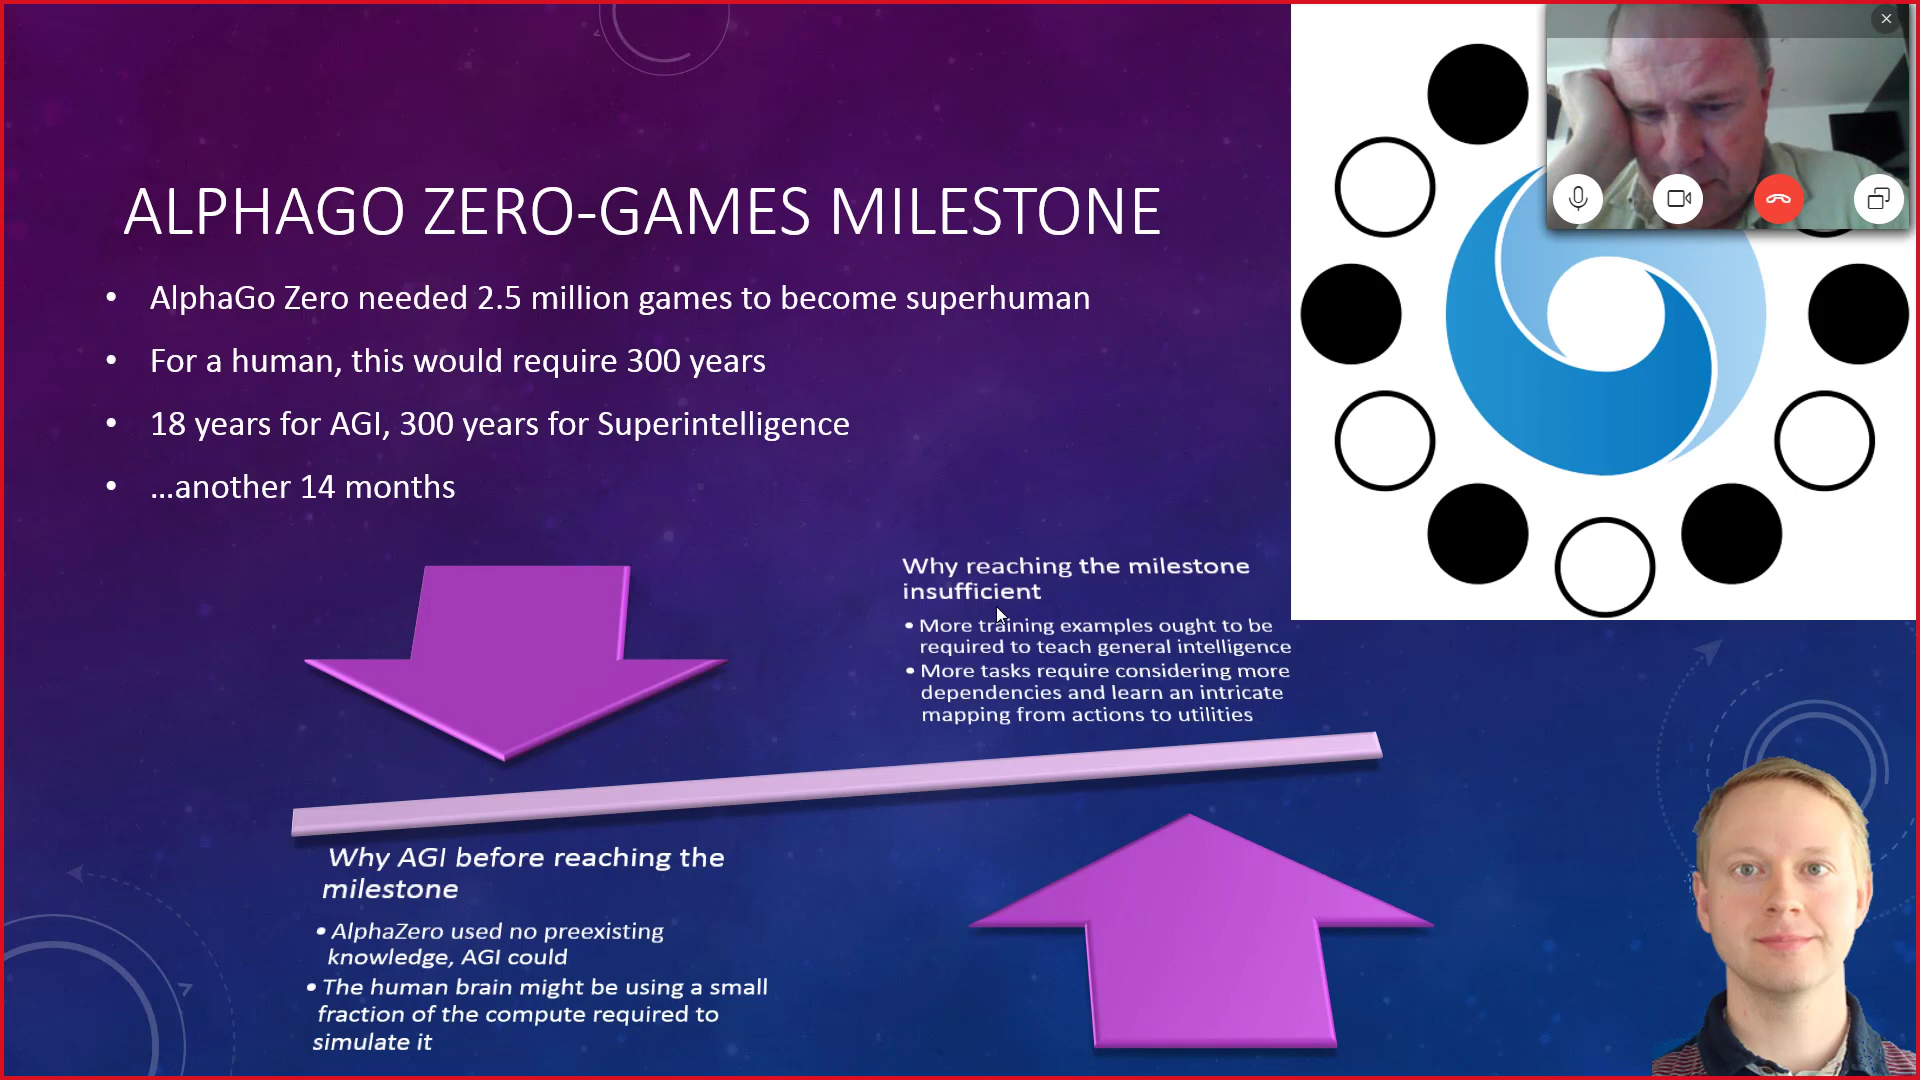 ALPHAGO ZERO-GAMES MILESTONE
• AlphaGo Zero needed 2.5 million games to become superhuman
• For a human, this would require 300 years
• 18 years for AGI, 300 years for Superintelligence
• …another 14 months
Why reaching the milestone
insufficient
• More training examples ought to be
required to teach general intelligence
• More tasks require considering more
dependencies and learn an intricate
mapping from actions to utilities
Why AGI before reaching the
milestone
• AlphaZero used no preexisting
knowledge, AGI could
• The human brain might be using a small
fraction of the compute required to
simulate it